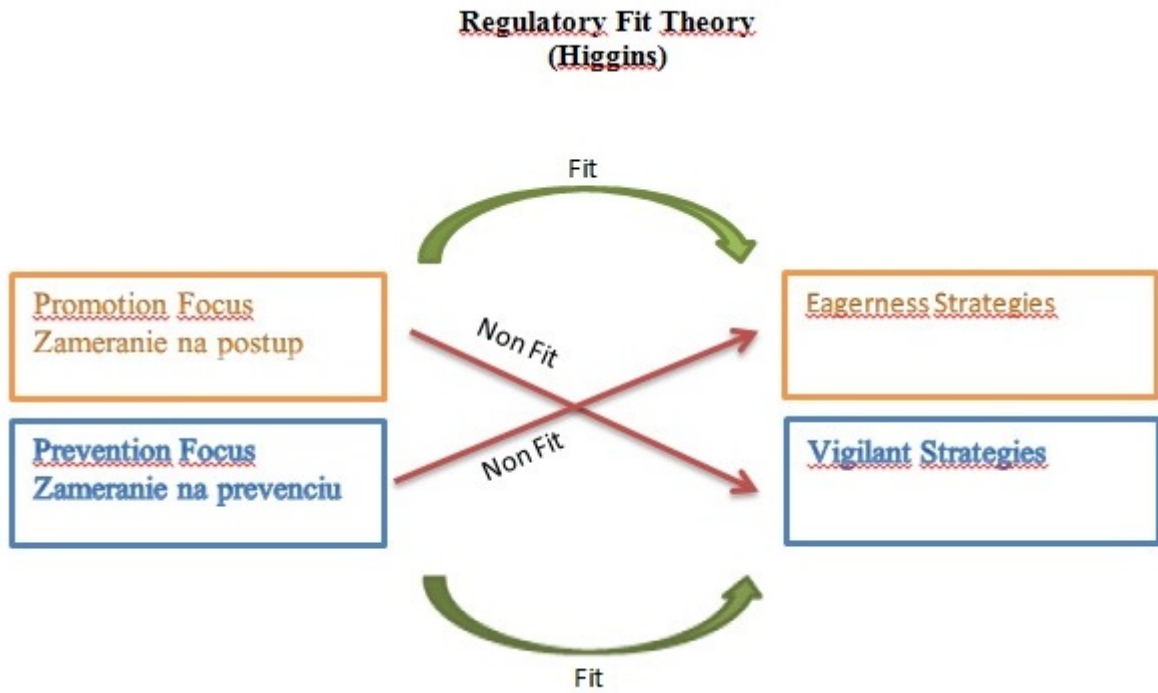 Regulatory Fit Theory
(Higgins)
Fit
Promotion Focus
Zameranie na postup
Non Fit
Eagerness Strategies
Prevention Focus
Zameranie na prevenciu
Non Fit
Vigilant Strategies
Fit